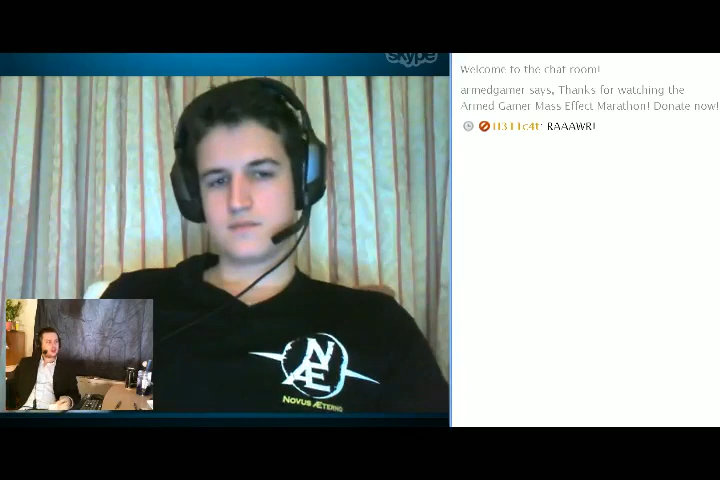 skype
Welcome to the chat room!
armedgamer says, Thanks for watching the
Armed Gamer Mass Effect Marathon! Donate now!
RAAAWR!
NÆ
NOVUS ÆTERNO